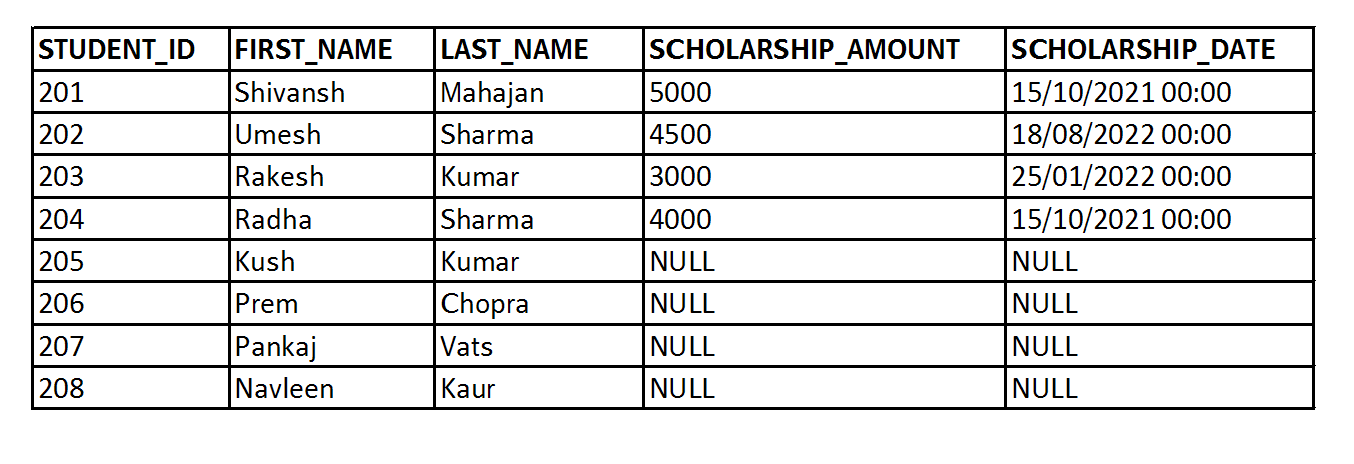 STUDENT_ID FIRST_NAME LAST_NAME SCHOLARSHIP_AMOUNT SCHOLARSHIP_DATE
201 Shivansh Mahajan 5000 15/10/2021 00:00
202 Umesh Sharma 4500 18/08/2022 00:00
203 Rakesh Kumar 3000 25/01/2022 00:00
204 Radha Sharma 4000 15/10/2021 00:00
205 Kush Kumar NULL NULL
206 Prem Chopra NULL NULL
207 Pankaj Vats NULL NULL
208 Navleen Kaur NULL NULL